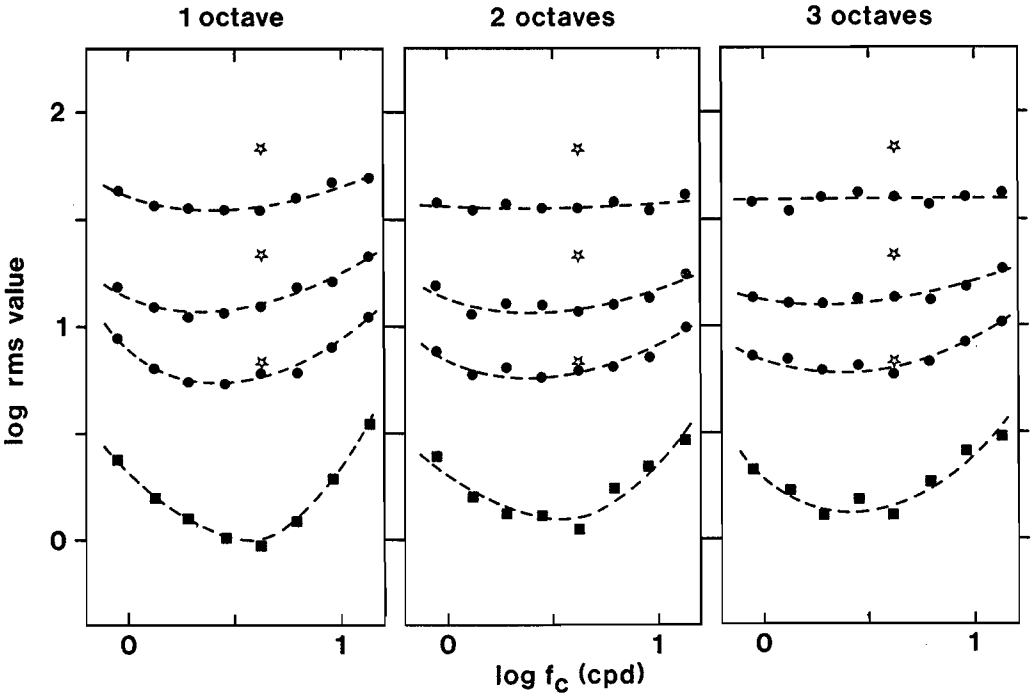 1 octave 2 octaves 3 octaves
2
1
0
log rms value
0 1 0 1 0 1
log fc (cpd)